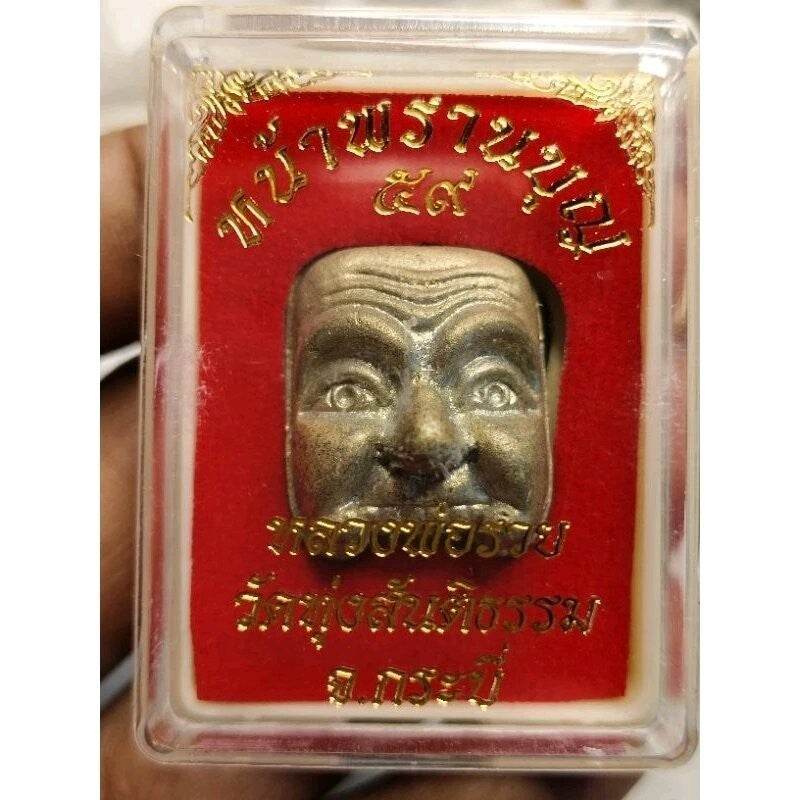 หน้าพรานบุญ
๕๙
หลวงพ่อรวย
วัดทุ่งสันติธรรม
จ.กระบี่